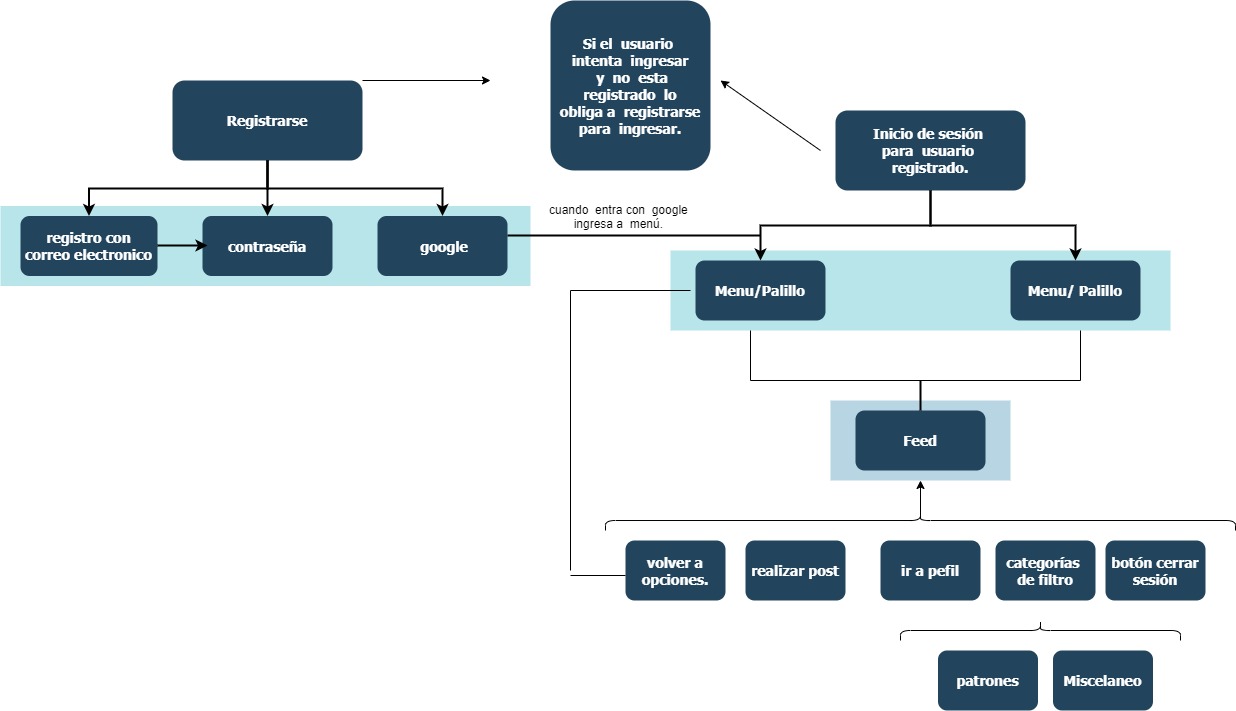 Si el usuario
intenta ingresar
y no esta
registrado lo
obliga a registrarse
para ingresar.
Registrarse
Inicio de sesión
para usuario
registrado.
registro con
correo electronico
contraseña
google
cuando entra con google
ingresa a menú.
Menu/Palillo
Menu/ Palillo
Feed
volver a
opciones.
realizar post
ir a pefil
categorías
de filtro
botón cerrar
sesión
patrones
Miscelaneo